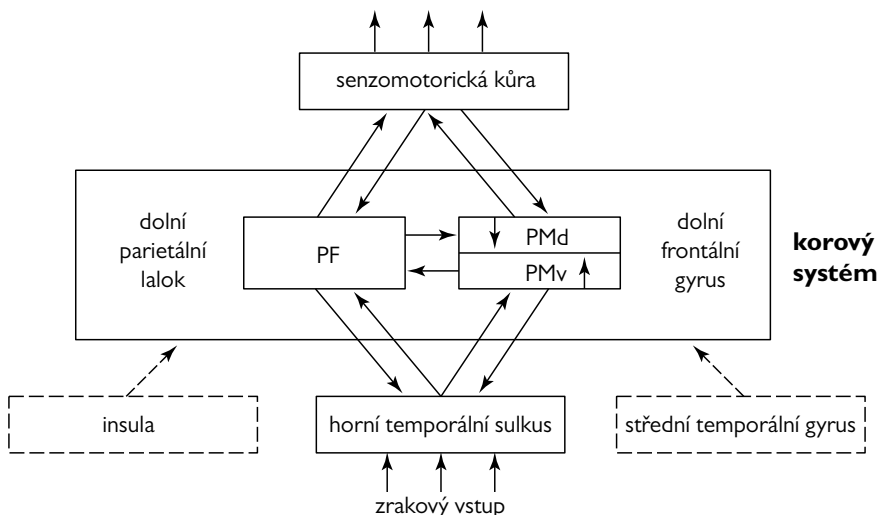 senzomotorická kůra
dolní
parietální
lalok
PF
PMd
PMv
dolní
frontální
gyrus
korový
systém
insula
horní temporální sulkus
střední temporální gyrus
zrakový vstup